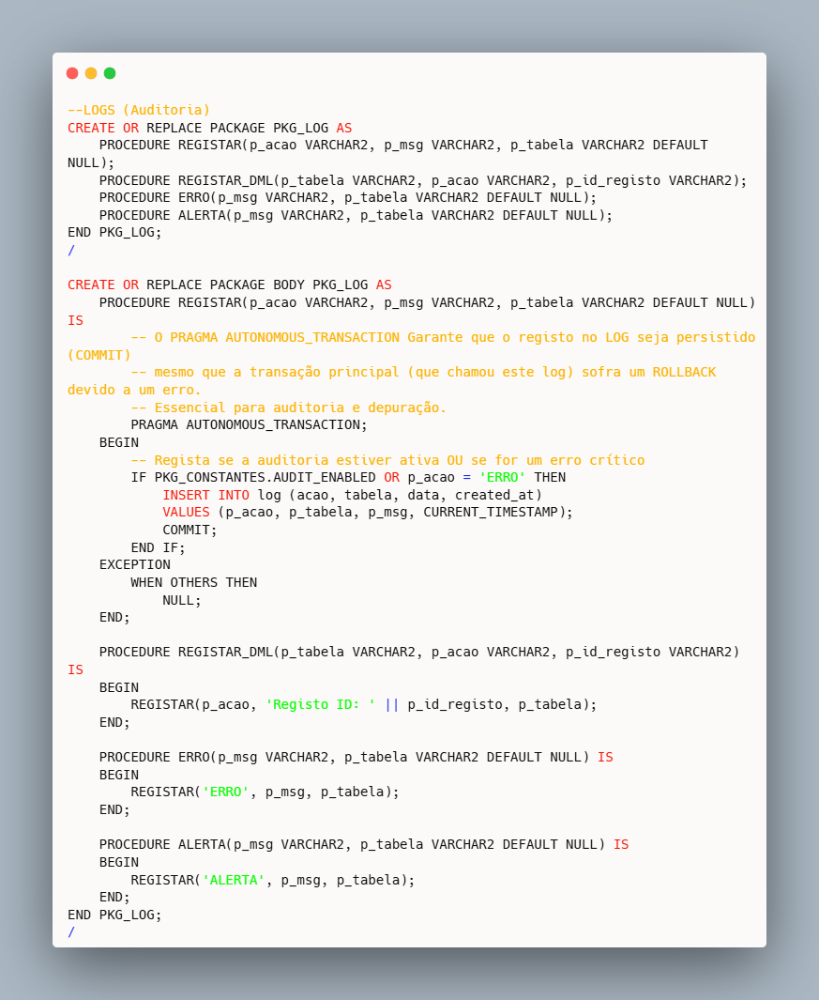 --LOGS (Auditoria)
CREATE OR REPLACE PACKAGE PKG_LOG AS
    PROCEDURE REGISTAR(p_acao VARCHAR2, p_msg VARCHAR2, p_tabela VARCHAR2 DEFAULT
NULL);
    PROCEDURE REGISTAR_DML(p_tabela VARCHAR2, p_acao VARCHAR2, p_id_registo VARCHAR2);
    PROCEDURE ERRO(p_msg VARCHAR2, p_tabela VARCHAR2 DEFAULT NULL);
    PROCEDURE ALERTA(p_msg VARCHAR2, p_tabela VARCHAR2 DEFAULT NULL);
END PKG_LOG;
/

CREATE OR REPLACE PACKAGE BODY PKG_LOG AS
    PROCEDURE REGISTAR(p_acao VARCHAR2, p_msg VARCHAR2, p_tabela VARCHAR2 DEFAULT NULL)
IS
        -- O PRAGMA AUTONOMOUS_TRANSACTION Garante que o registo no LOG seja persistido
(COMMIT)
        -- mesmo que a transação principal (que chamou este log) sofra um ROLLBACK
devido a um erro.
        -- Essencial para auditoria e depuração.
        PRAGMA AUTONOMOUS_TRANSACTION;
    BEGIN
        -- Regista se a auditoria estiver ativa OU se for um erro crítico
        IF PKG_CONSTANTES.AUDIT_ENABLED OR p_acao = 'ERRO' THEN
            INSERT INTO log (acao, tabela, data, created_at)
            VALUES (p_acao, p_tabela, p_msg, CURRENT_TIMESTAMP);
            COMMIT;
        END IF;
    EXCEPTION
        WHEN OTHERS THEN
            NULL;
    END;

    PROCEDURE REGISTAR_DML(p_tabela VARCHAR2, p_acao VARCHAR2, p_id_registo VARCHAR2)
IS
    BEGIN
        REGISTAR(p_acao, 'Registo ID: ' || p_id_registo, p_tabela);
    END;

    PROCEDURE ERRO(p_msg VARCHAR2, p_tabela VARCHAR2 DEFAULT NULL) IS
    BEGIN
        REGISTAR('ERRO', p_msg, p_tabela);
    END;

    PROCEDURE ALERTA(p_msg VARCHAR2, p_tabela VARCHAR2 DEFAULT NULL) IS
    BEGIN
        REGISTAR('ALERTA', p_msg, p_tabela);
    END;
END PKG_LOG;
/